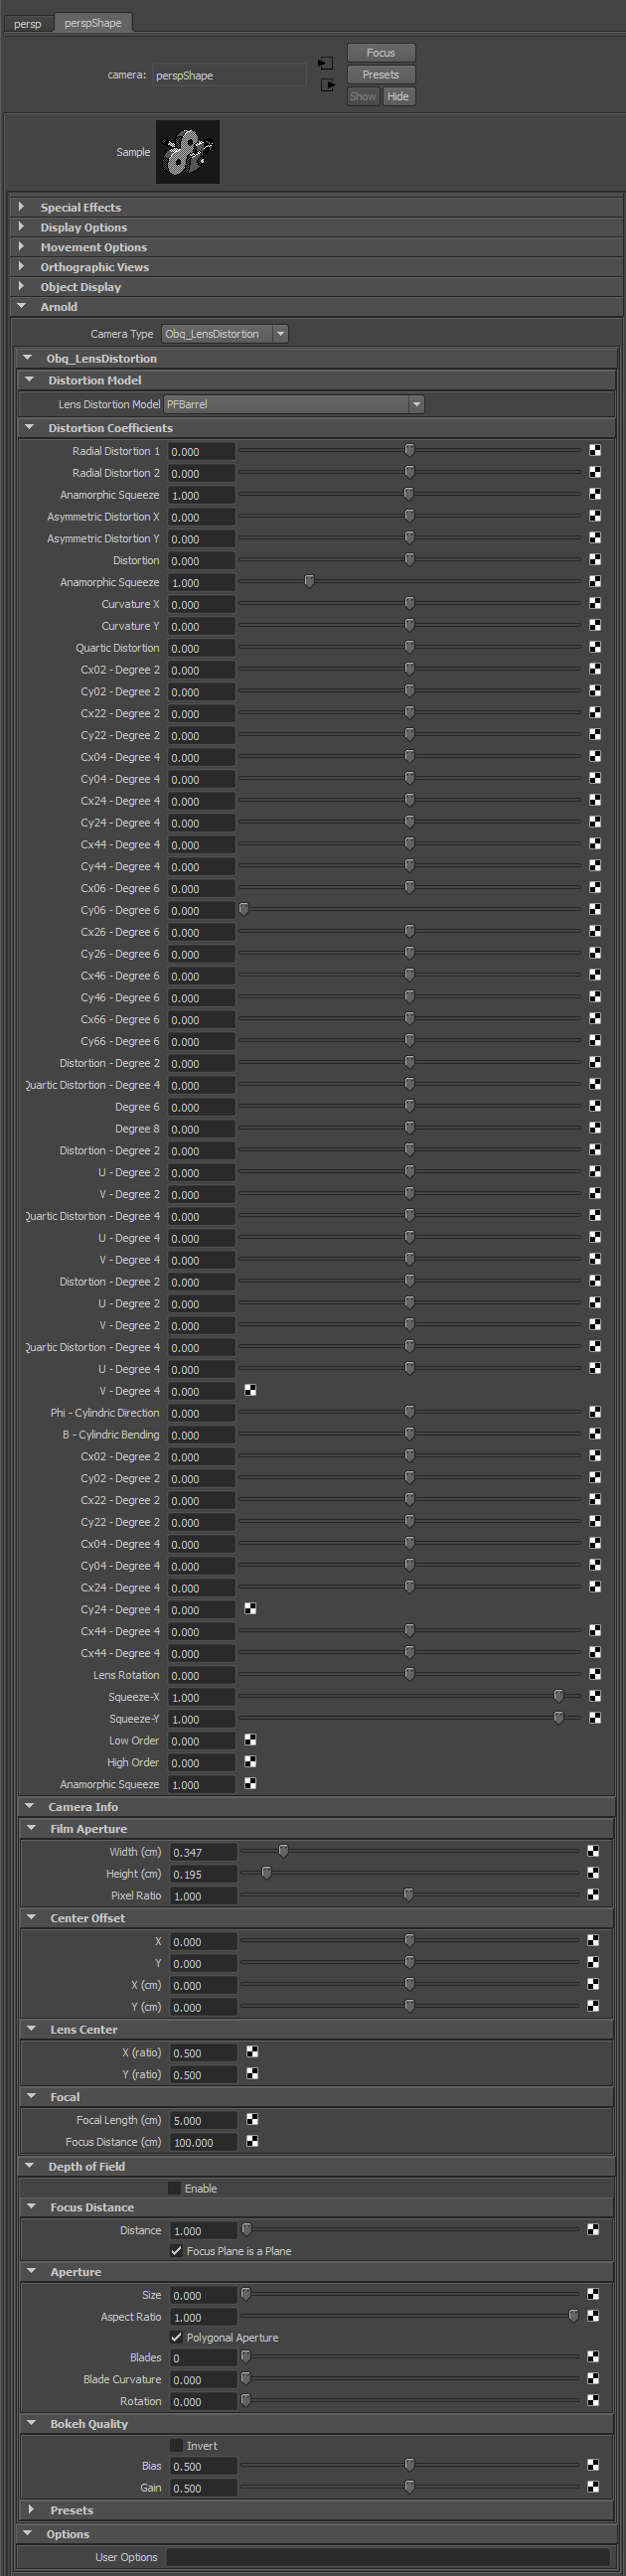 persp perspShape
camera: perspShape
Focus
Presets
Show Hide
Sample
Special Effects
Display Options
Movement Options
Orthographic Views
Object Display
Arnold
Camera Type Obq_LensDistortion
Obq_LensDistortion
Distortion Model
Lens Distortion Model PFBarrel
Distortion Coefficients
Radial Distortion 1 0.000
Radial Distortion 2 0.000
Anamorphic Squeeze 1.000
Asymmetric Distortion X 0.000
Asymmetric Distortion Y 0.000
Distortion 0.000
Anamorphic Squeeze 1.000
Curvature X 0.000
Curvature Y 0.000
Quartic Distortion 0.000
Cx02 - Degree 2 0.000
Cy02 - Degree 2 0.000
Cx22 - Degree 2 0.000
Cy22 - Degree 2 0.000
Cx04 - Degree 4 0.000
Cy04 - Degree 4 0.000
Cx24 - Degree 4 0.000
Cy24 - Degree 4 0.000
Cx44 - Degree 4 0.000
Cy44 - Degree 4 0.000
Cx06 - Degree 6 0.000
Cy06 - Degree 6 0.000
Cx26 - Degree 6 0.000
Cy26 - Degree 6 0.000
Cx46 - Degree 6 0.000
Cy46 - Degree 6 0.000
Cx66 - Degree 6 0.000
Cy66 - Degree 6 0.000
Distortion - Degree 2 0.000
Quartic Distortion - Degree 4 0.000
Degree 6 0.000
Degree 8 0.000
Distortion - Degree 2 0.000
U - Degree 2 0.000
V - Degree 2 0.000
Quartic Distortion - Degree 4 0.000
U - Degree 4 0.000
V - Degree 4 0.000
Distortion - Degree 2 0.000
U - Degree 2 0.000
V - Degree 2 0.000
Quartic Distortion - Degree 4 0.000
U - Degree 4 0.000
V - Degree 4 0.000
Phi - Cylindric Direction 0.000
B - Cylindric Bending 0.000
Cx02 - Degree 2 0.000
Cy02 - Degree 2 0.000
Cx22 - Degree 2 0.000
Cy22 - Degree 2 0.000
Cx04 - Degree 4 0.000
Cy04 - Degree 4 0.000
Cx24 - Degree 4 0.000
Cy24 - Degree 4 0.000
Cx44 - Degree 4 0.000
Cx44 - Degree 4 0.000
Lens Rotation 0.000
Squeeze-X 1.000
Squeeze-Y 1.000
Low Order 0.000
High Order 0.000
Anamorphic Squeeze 1.000
Camera Info
Film Aperture
Width (cm) 0.347
Height (cm) 0.195
Pixel Ratio 1.000
Center Offset
X 0.000
Y 0.000
X (cm) 0.000
Y (cm) 0.000
Lens Center
X (ratio) 0.500
Y (ratio) 0.500
Focal
Focal Length (cm) 5.000
Focus Distance (cm) 100.000
Depth of Field
Enable
Focus Distance
Distance 1.000
Focus Plane is a Plane
Aperture
Size 0.000
Aspect Ratio 1.000
Polygonal Aperture
Blades 0
Blade Curvature 0.000
Rotation 0.000
Bokeh Quality
Invert
Bias 0.500
Gain 0.500
Presets
Options
User Options